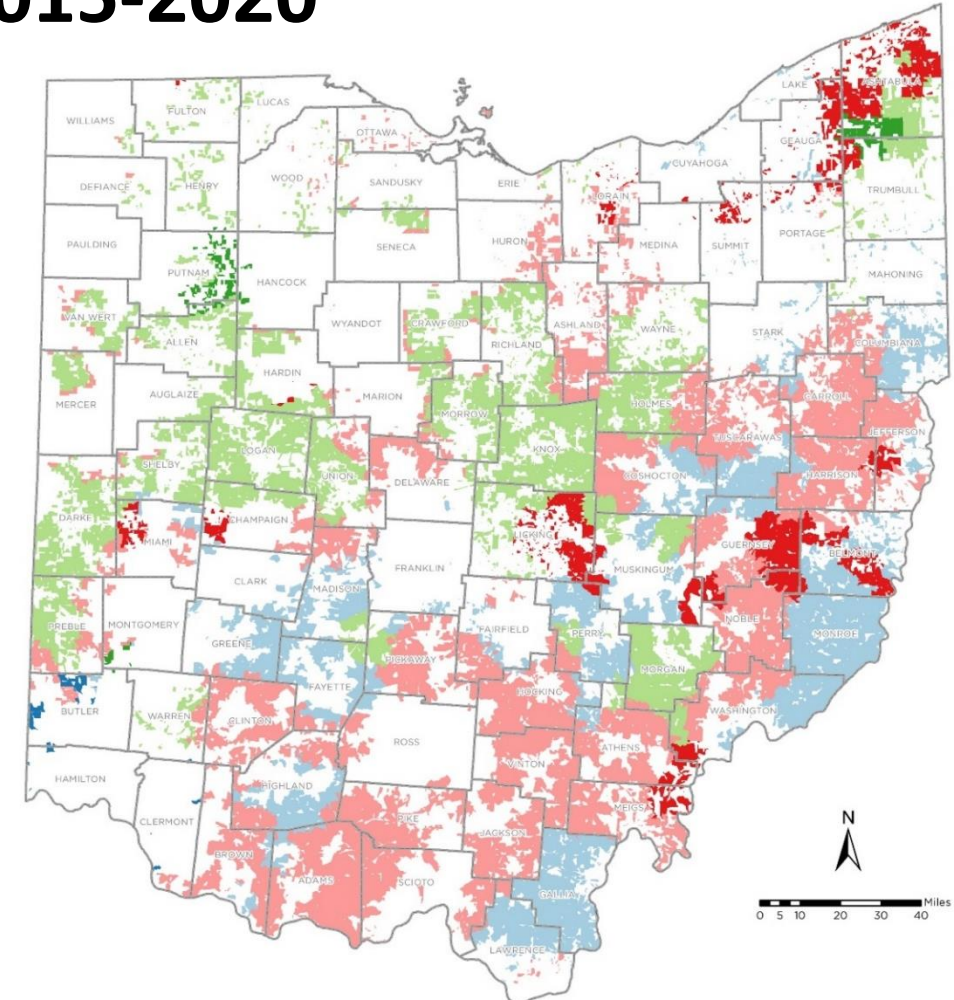 015-2020
LAKE
ASHTABULA
WILLIAMS
FULTON
LUCAS
OTTAWA
GEAUGA
CUYAHOGA
DEFIANCE
HENRY
WOOD
SANDUSKY
ERIE
LORAIN
TRUMBULL
PAULDING
SENECA
HURON
MEDINA
SUMMIT
PORTAGE
PUTNAM
HANCOCK
MAHONING
VAN WERT
ALLEN
WYANDOT
CRAWFORD
RICHLAND
ASHLAND
WAYNE
STARK
COLUMBIANA
MERCER
AUGLAIZE
HARDIN
MARION
MORROW
HOLMES
CARROLL
JEFFERSON
SHELBY
LOGAN
UNION
DELAWARE
KNOX
COSHOCTON
TUSCARAWAS
HARRISON
DARKE
MIAMI
CHAMPAIGN
LICKING
MUSKINGUM
GUERNSEY
BELMONT
CLARK
MADISON
FRANKLIN
PREBLE
MONTGOMERY
GREENE
FAYETTE
PICKAWAY
FAIRFIELD
PERRY
MORGAN
NOBLE
MONROE
BUTLER
WARREN
CLINTON
ROSS
HOCKING
ATHENS
WASHINGTON
HAMILTON
CLERMONT
HIGHLAND
PIKE
VINTON
JACKSON
MEIGS
BROWN
ADAMS
SCIOTO
GALLIA
LAWRENCE
N
Miles
0 5 10 20 30 40